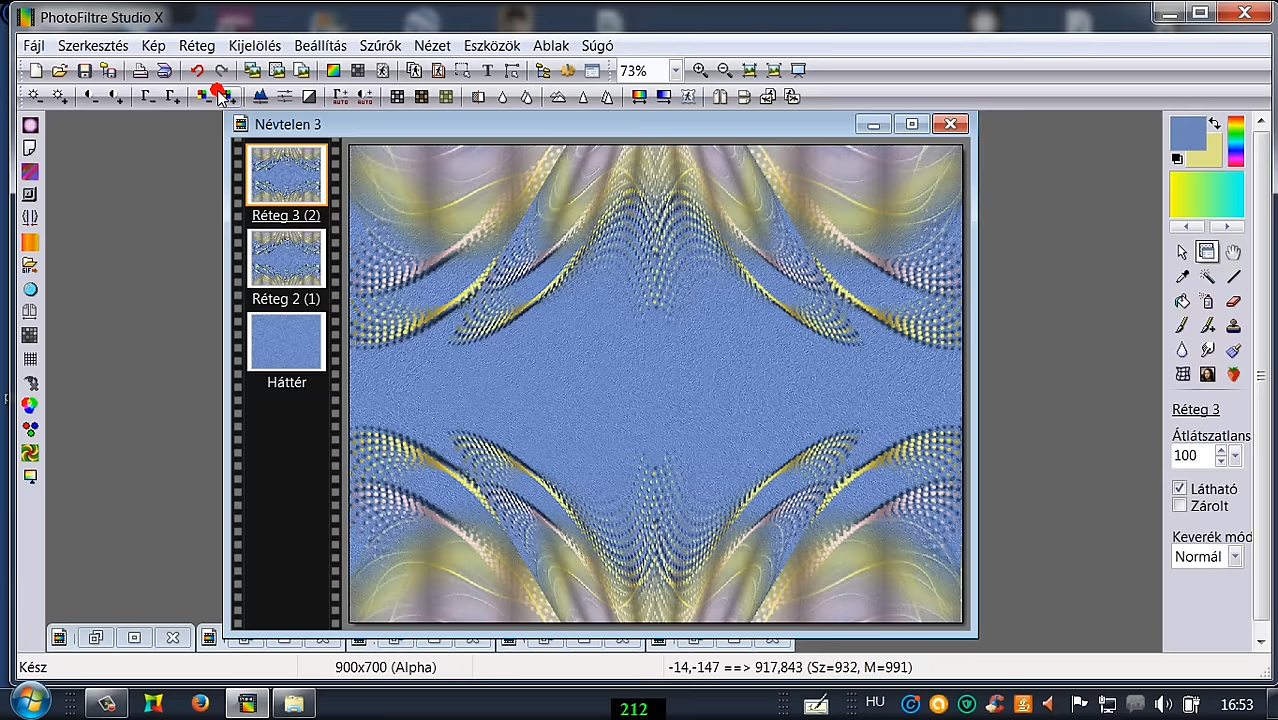 PhotoFiltre Studio X
Fájl Szerkesztés Kép Réteg Kijelölés Beállítás Szűrők Nézet Eszközök Ablak Súgó
73%
AUTO AUTO
Névtelen 3
Réteg 3 (2)
Réteg 2 (1)
Háttér
Réteg 3
Átlátszatlans
100
Látható
Zárolt
Keverék mód
Normál
Kész
900x700 (Alpha)
-14,-147 ==> 917,843 (Sz=932, M=991)
212
HU
16:53